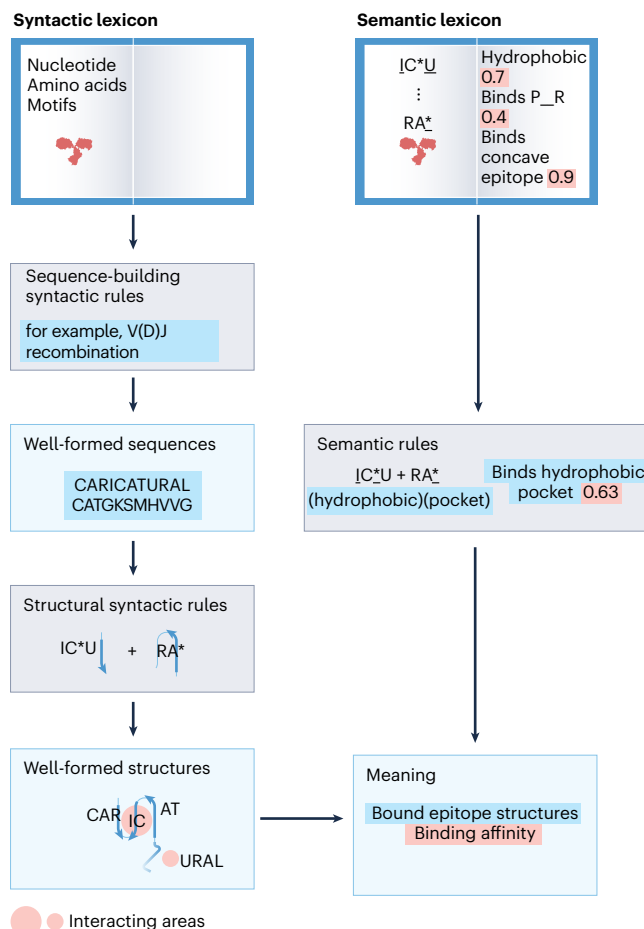 Syntactic lexicon
Nucleotide
Amino acids
Motifs
Sequence-building
syntactic rules
for example, V(D)J
recombination
Well-formed sequences
CARICATURAL
CATGKSMHVVG
Structural syntactic rules
IC*U + RA*
Well-formed structures
CAR IC AT
URAL
Interacting areas
Semantic lexicon
IC*U
⋮
RA*
Hydrophobic
0.7
Binds P_R
0.4
Binds
concave
epitope 0.9
Semantic rules
IC*U + RA*
(hydrophobic)(pocket)
Binds hydrophobic
pocket 0.63
Meaning
Bound epitope structures
Binding affinity